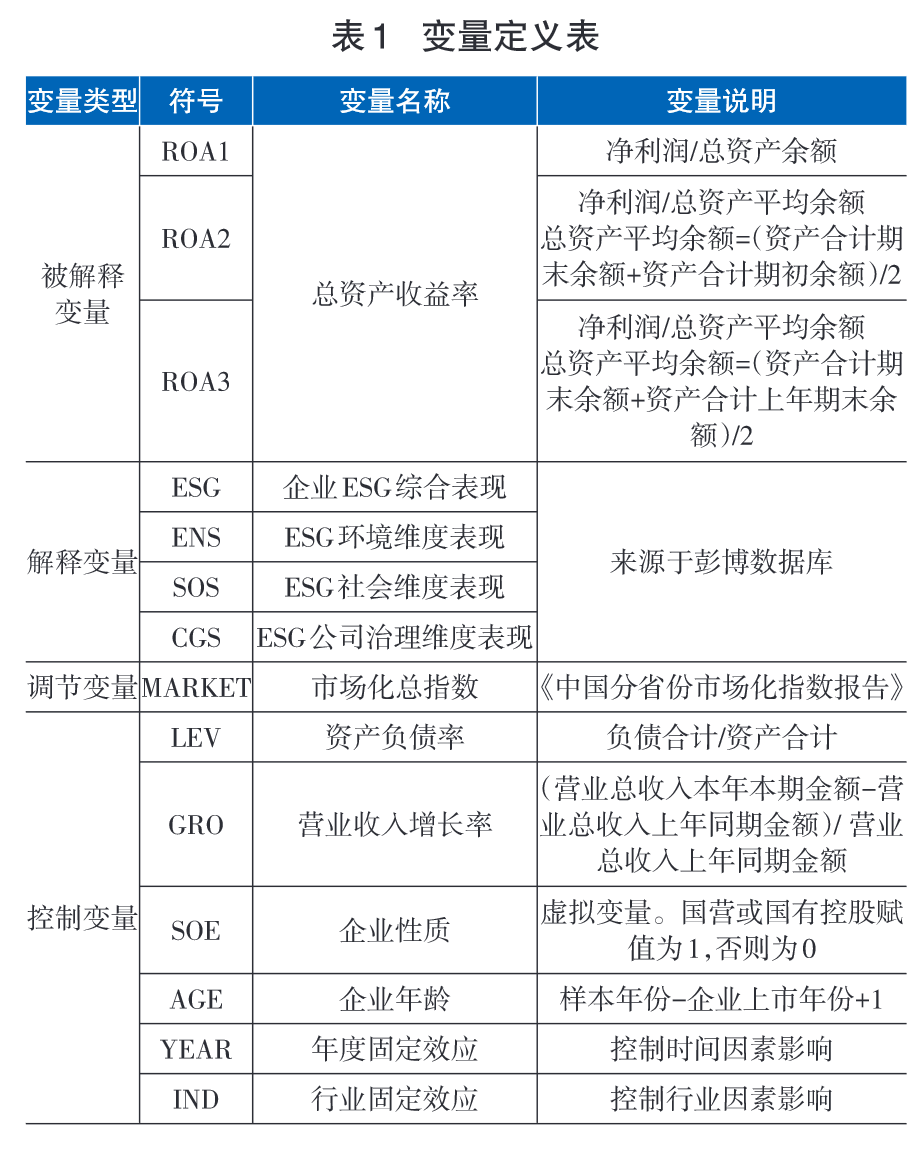 表1 变量定义表
变量类型 符号 变量名称 变量说明
被解释
变量
ROA1
总资产收益率
净利润/总资产余额
ROA2
净利润/总资产平均余额
总资产平均余额=(资产合计期
末余额+资产合计期初余额)/2
ROA3
净利润/总资产平均余额
总资产平均余额=(资产合计期
末余额+资产合计上年期末余
额)/2
解释变量
ESG 企业ESG综合表现
来源于彭博数据库
ENS ESG环境维度表现
SOS ESG社会维度表现
CGS ESG公司治理维度表现
调节变量 MARKET 市场化总指数 《中国分省份市场化指数报告》
控制变量
LEV 资产负债率 负债合计/资产合计
GRO 营业收入增长率
(营业总收入本年本期金额-营
业总收入上年同期金额)/营业
总收入上年同期金额
SOE 企业性质
虚拟变量。国营或国有控股赋
值为1,否则为0
AGE 企业年龄 样本年份-企业上市年份+1
YEAR 年度固定效应 控制时间因素影响
IND 行业固定效应 控制行业因素影响